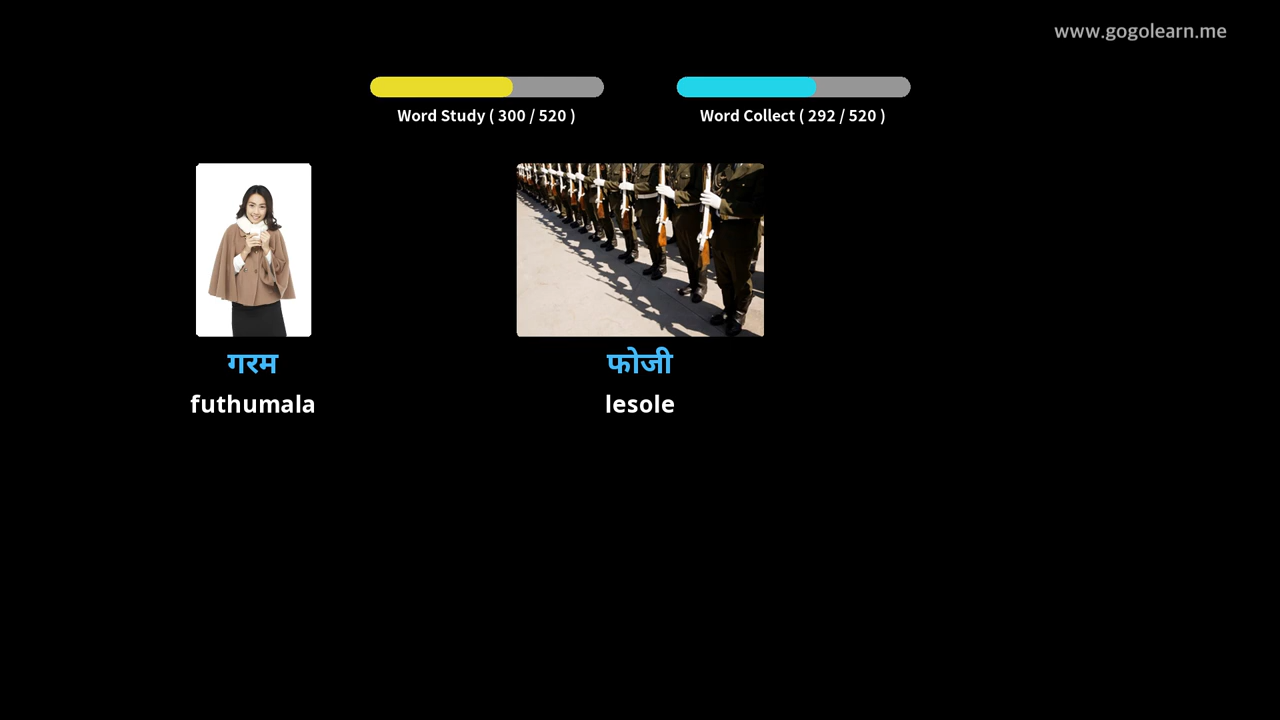 www.gogolearn.me
Word Study ( 300 / 520 )
Word Collect ( 292 / 520 )
गरम
फोजी
futhumala
lesole